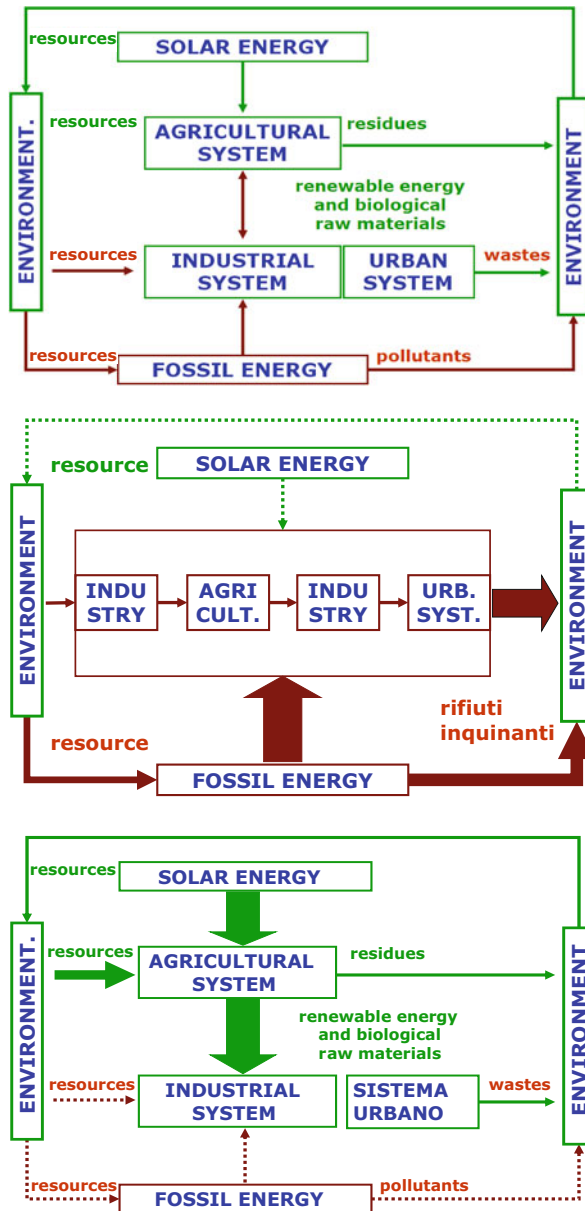 resources
SOLAR ENERGY
ENVIRONMENT.
resources
AGRICULTURAL
SYSTEM
residues
ENVIRONMENT
renewable energy
and biological
raw materials
resources
INDUSTRIAL
SYSTEM
URBAN
SYSTEM
wastes
resources
FOSSIL ENERGY
pollutants
resource
SOLAR ENERGY
ENVIRONMENT
INDU
STRY
AGRI
CULT.
INDU
STRY
URB.
SYST.
ENVIRONMENT
resource
FOSSIL ENERGY
rifiuti
inquinanti
resources
SOLAR ENERGY
ENVIRONMENT.
resources
AGRICULTURAL
SYSTEM
residues
ENVIRONMENT
renewable energy
and biological
raw materials
resources
INDUSTRIAL
SYSTEM
SISTEMA
URBANO
wastes
resources
FOSSIL ENERGY
pollutants